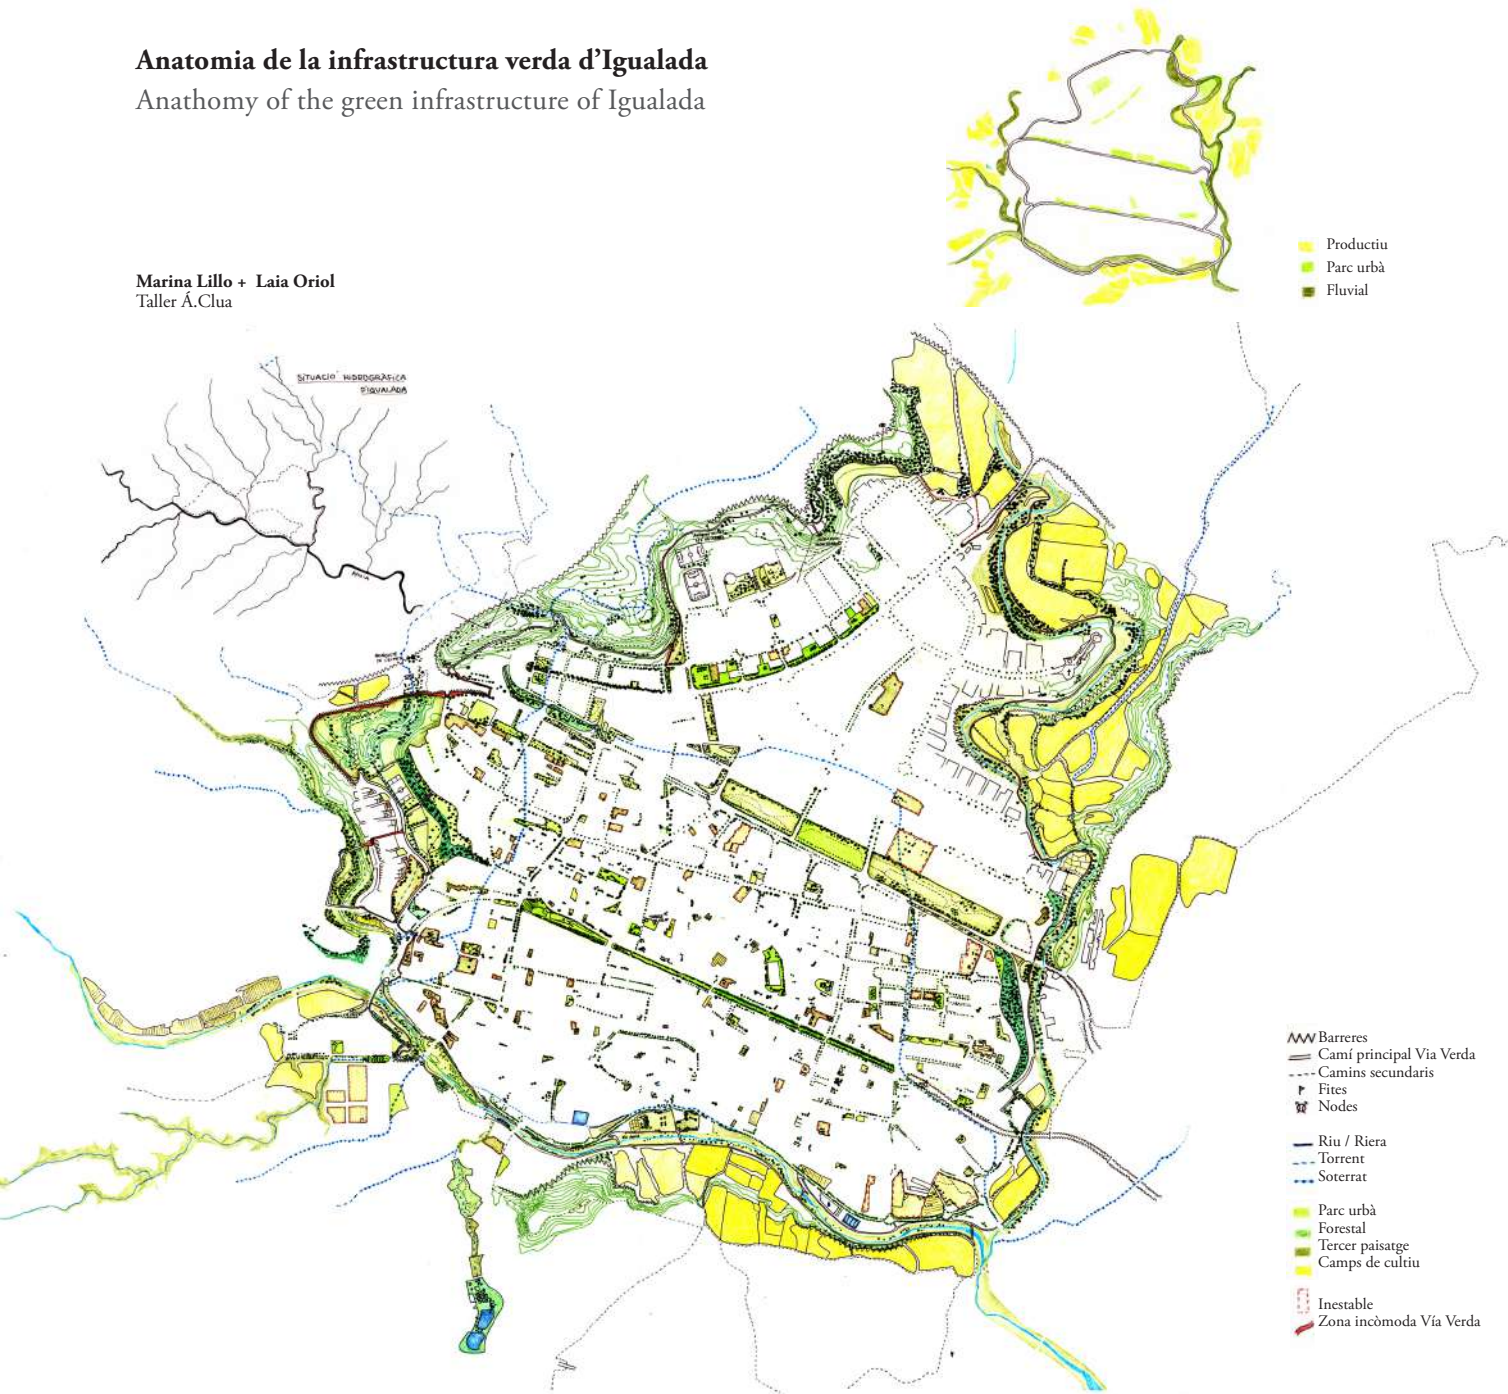 Anatomia de la infrastructura verda d'Igualada
Anathomy of the green infrastructure of Igualada
Marina Lillo + Laia Oriol
Taller Á.Clua
Productiu
Parc urbà
Fluvial
SITUACIÓ HIDROGRÀFICA
D'IGUALADA
Barreres
Camí principal Via Verda
Camins secundaris
Fites
Nodes
Riu / Riera
Torrent
Soterrat
Parc urbà
Forestal
Tercer paisatge
Camps de cultiu
Inestable
Zona incòmoda Vía Verda